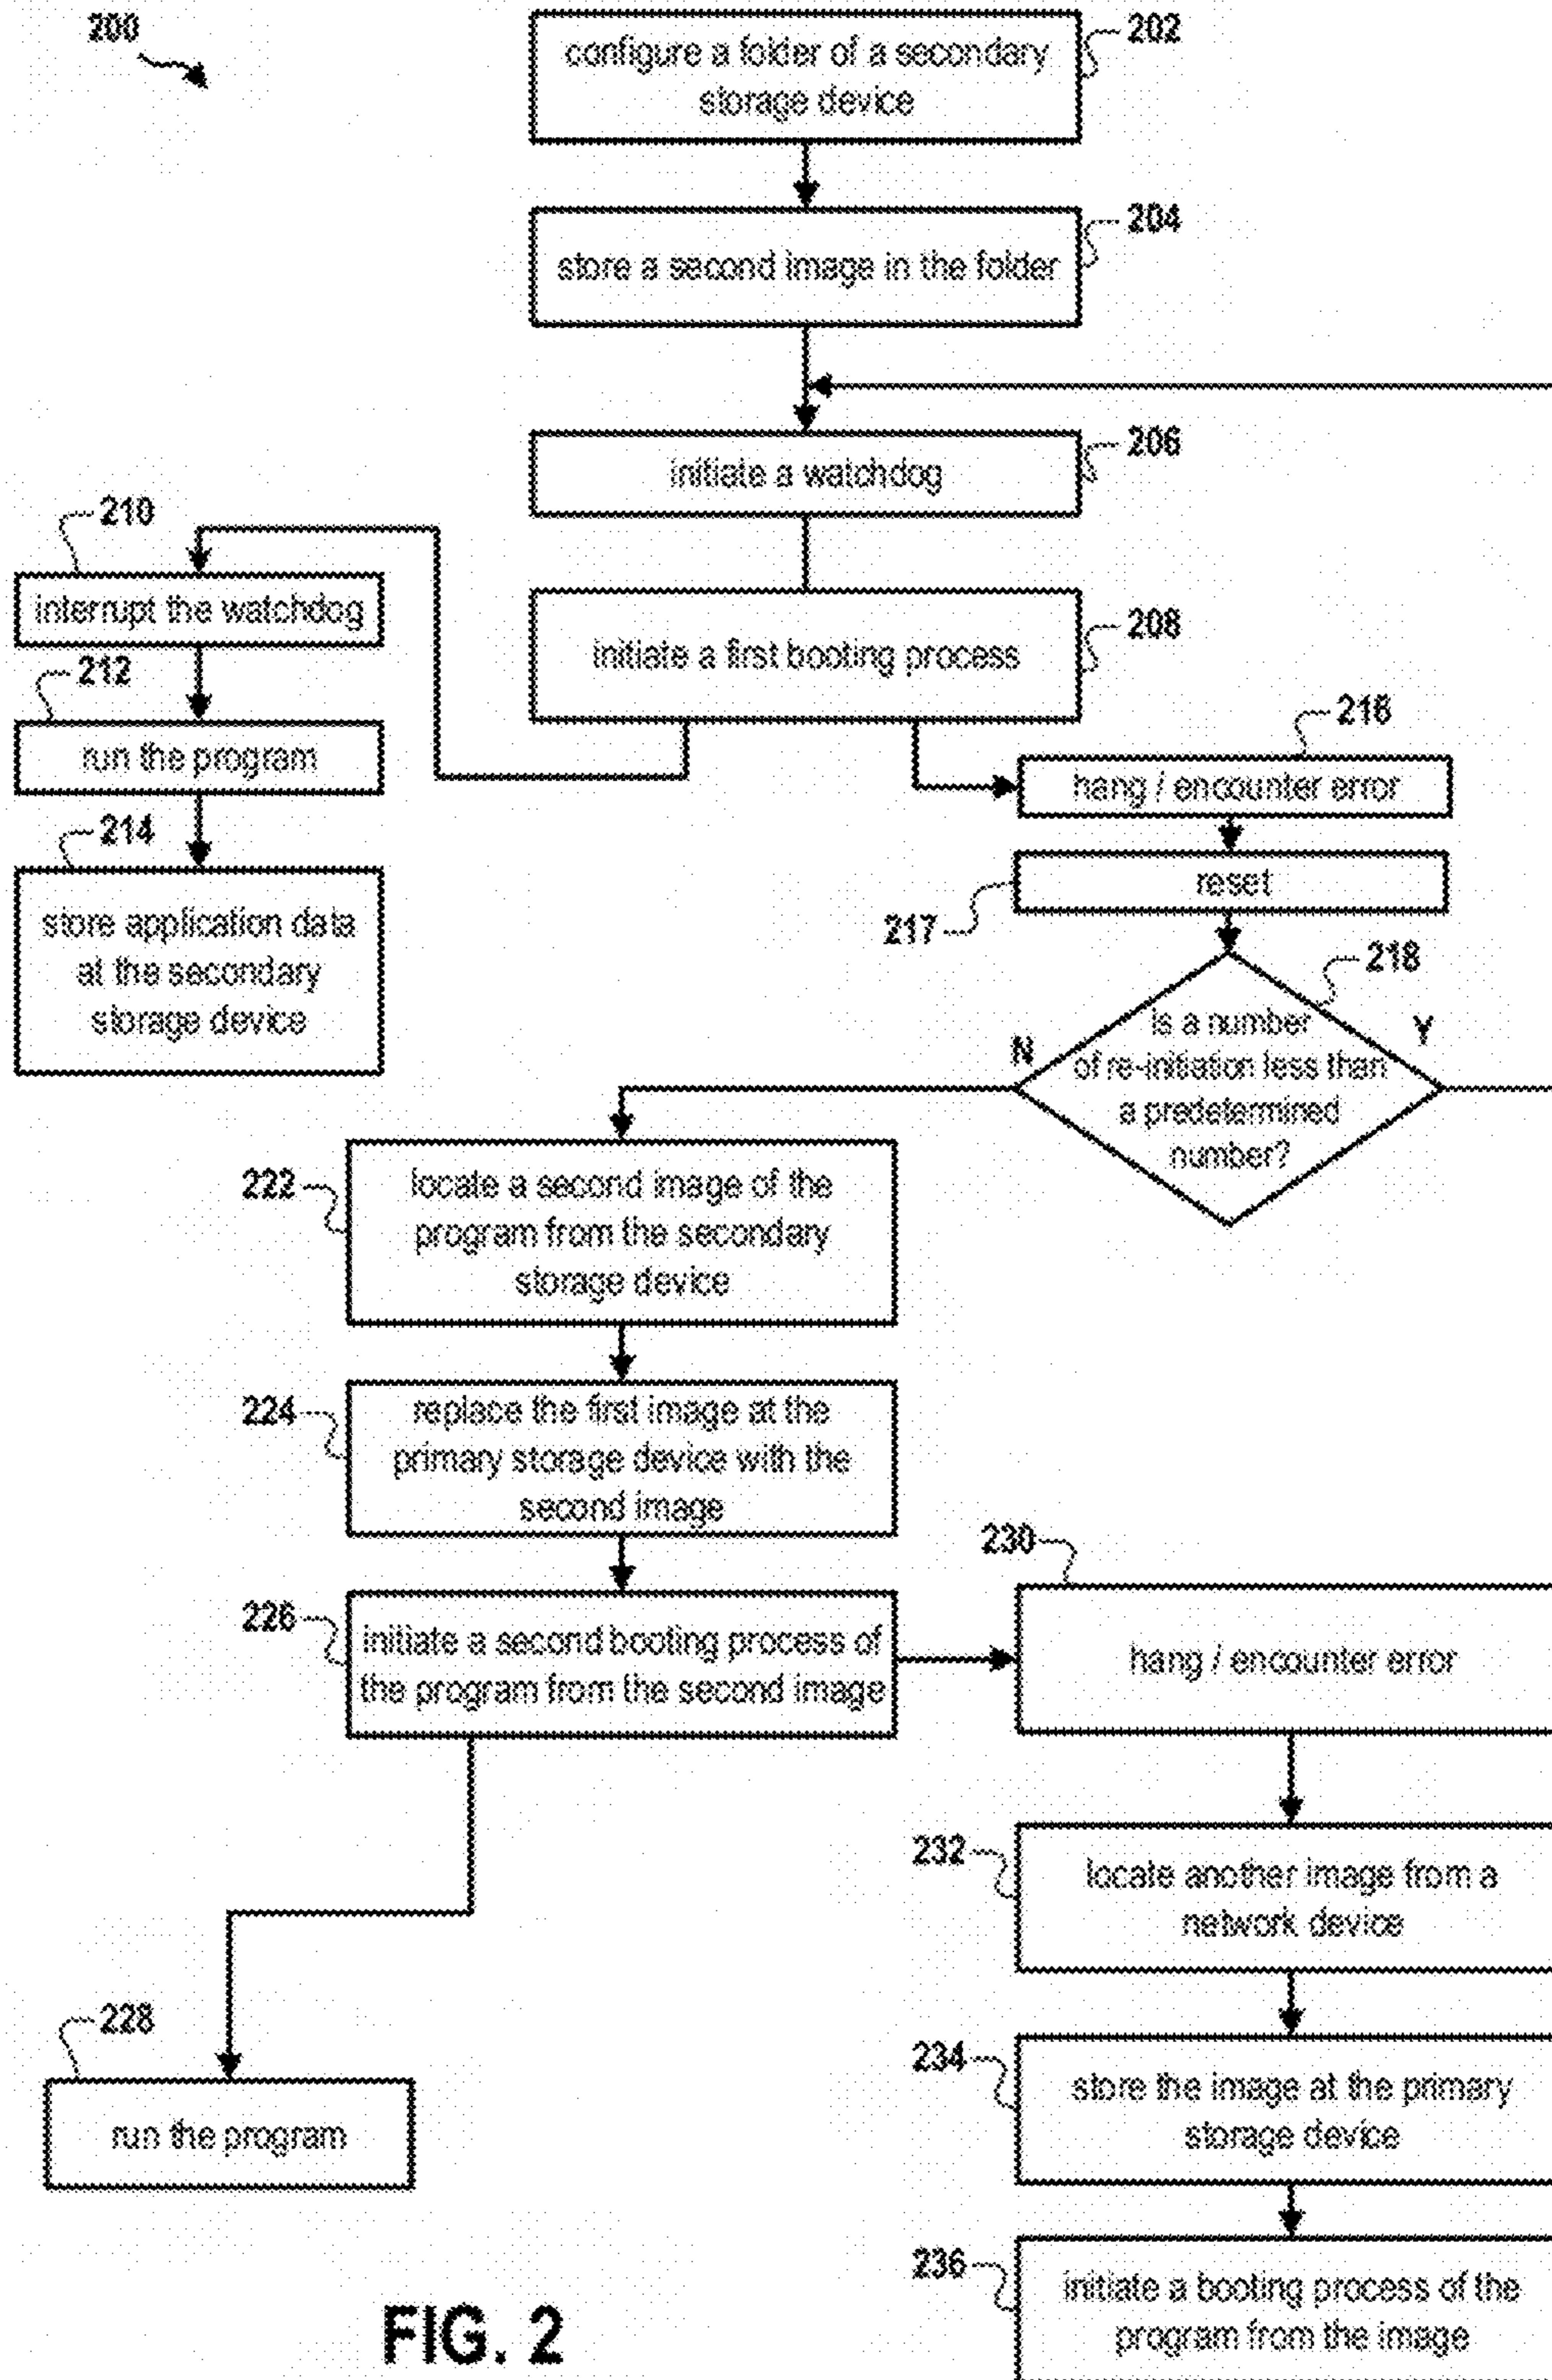 200
202
configure a folder of a secondary
storage device
204
store a second image in the folder
206
initiate a watchdog
208
initiate a first booting process
210
interrupt the watchdog
212
run the program
214
store application data
at the secondary
storage device
216
hang / encounter error
217
reset
218
is a number
of re-initiation less than
a predetermined
number?
N
Y
222
locate a second image of the
program from the secondary
storage device
224
replace the first image at the
primary storage device with the
second image
226
initiate a second booting process of
the program from the second image
228
run the program
230
hang / encounter error
232
locate another image from a
network device
234
store the image at the primary
storage device
236
initiate a booting process of the
program from the image
FIG. 2